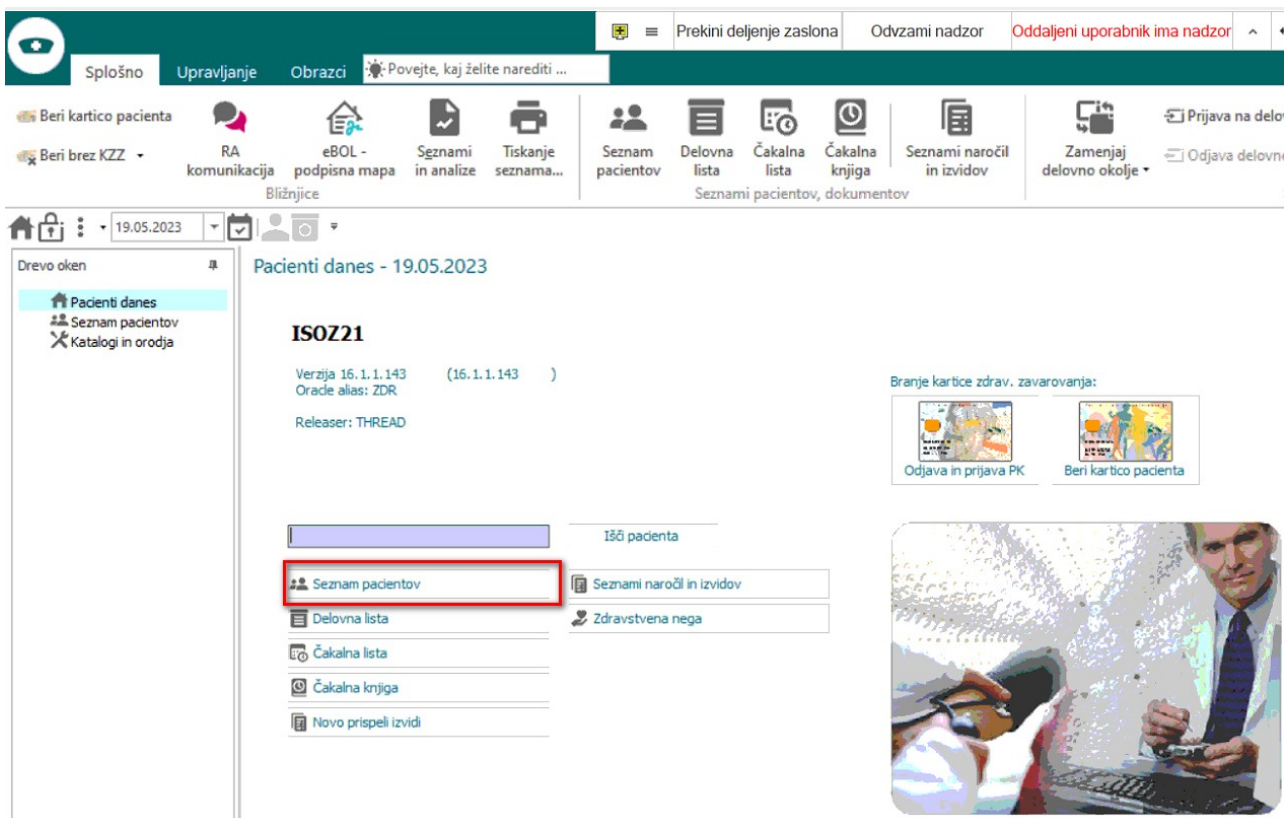 Prekini deljenje zaslona
Odvzami nadzor
Oddaljeni uporabnik ima nadzor
Splošno
Upravljanje
Obrazci
Povejte, kaj želite narediti ...
Beri kartico pacienta
Beri brez KZZ
RA komunikacija
eBOL - podpisna mapa
Seznami in analize
Tiskanje seznama...
Bližnjice
Seznam pacientov
Delovna lista
Čakalna lista
Čakalna knjiga
Seznami naročil in izvidov
Seznami pacientov, dokumentov
Zamenjaj delovno okolje
Prijava na delo
Odjava delovne
19.05.2023
Drevo oken
Pacienti danes
Seznam pacientov
Katalogi in orodja
Pacienti danes - 19.05.2023
ISOZ21
Verzija 16.1.1.143 (16.1.1.143 )
Oracle alias: ZDR
Releaser: THREAD
Branje kartice zdrav. zavarovanja:
Odjava in prijava PK
Beri kartico pacienta
Išči pacienta
Seznam pacientov
Seznami naročil in izvidov
Delovna lista
Zdravstvena nega
Čakalna lista
Čakalna knjiga
Novo prispeli izvidi